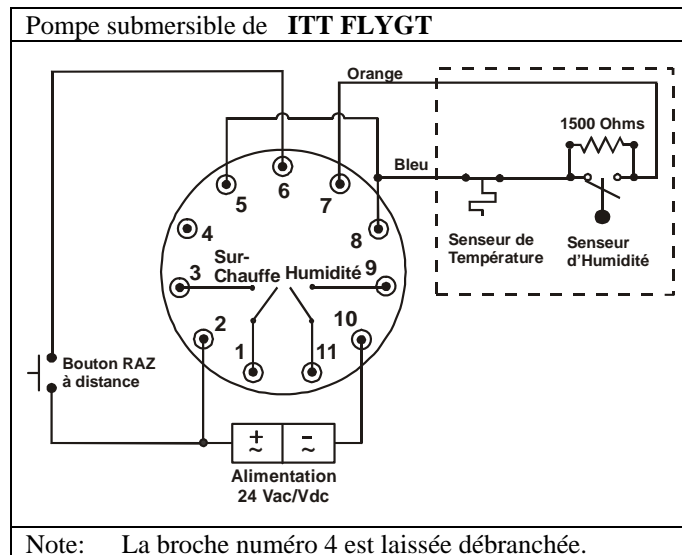 Pompe submersible de ITT FLYGT
Orange
1500 Ohms
Bleu
6
5
7
4
8
Sur-
Chauffe
Humidité
3
9
Senseur de
Température
Senseur
d'Humidité
2
10
1
11
Bouton RAZ
à distance
+
~
–
~
Alimentation
24 Vac/Vdc
Note: La broche numéro 4 est laissée débranchée.